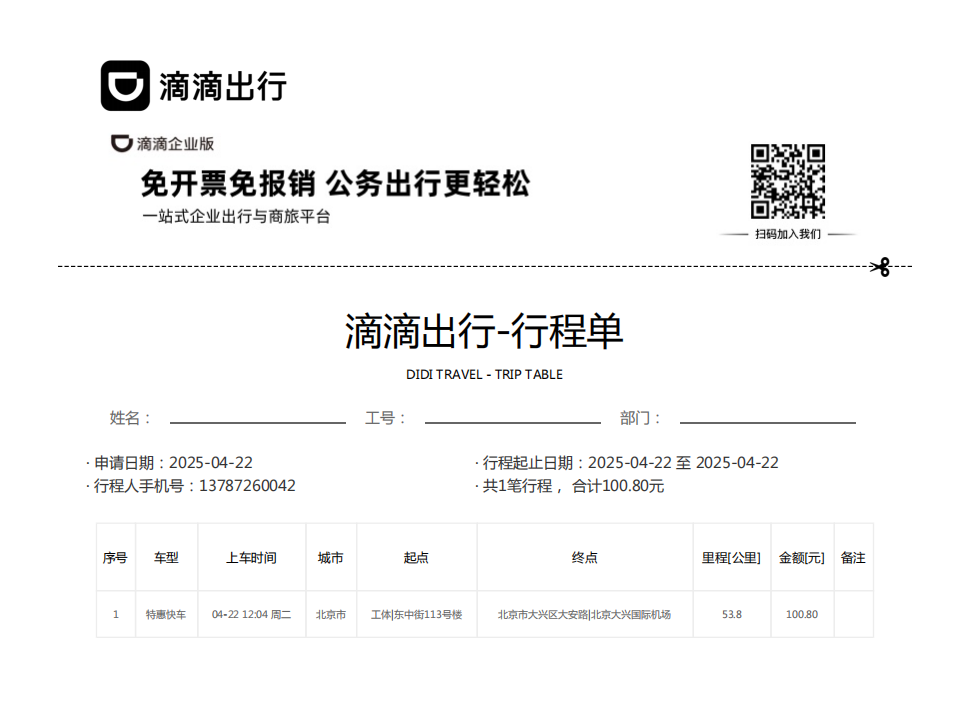 滴滴出行
滴滴企业版
免开票免报销 公务出行更轻松
一站式企业出行与商旅平台
扫码加入我们
滴滴出行-行程单
DIDI TRAVEL - TRIP TABLE
姓名： 工号： 部门：
· 申请日期：2025-04-22 · 行程起止日期：2025-04-22 至 2025-04-22
· 行程人手机号：13787260042 · 共1笔行程， 合计100.80元
序号 车型 上车时间 城市 起点 终点 里程[公里] 金额[元] 备注
1 特惠快车 04-22 12:04 周二 北京市 工体|东中街113号楼 北京市大兴区大安路|北京大兴国际机场 53.8 100.80